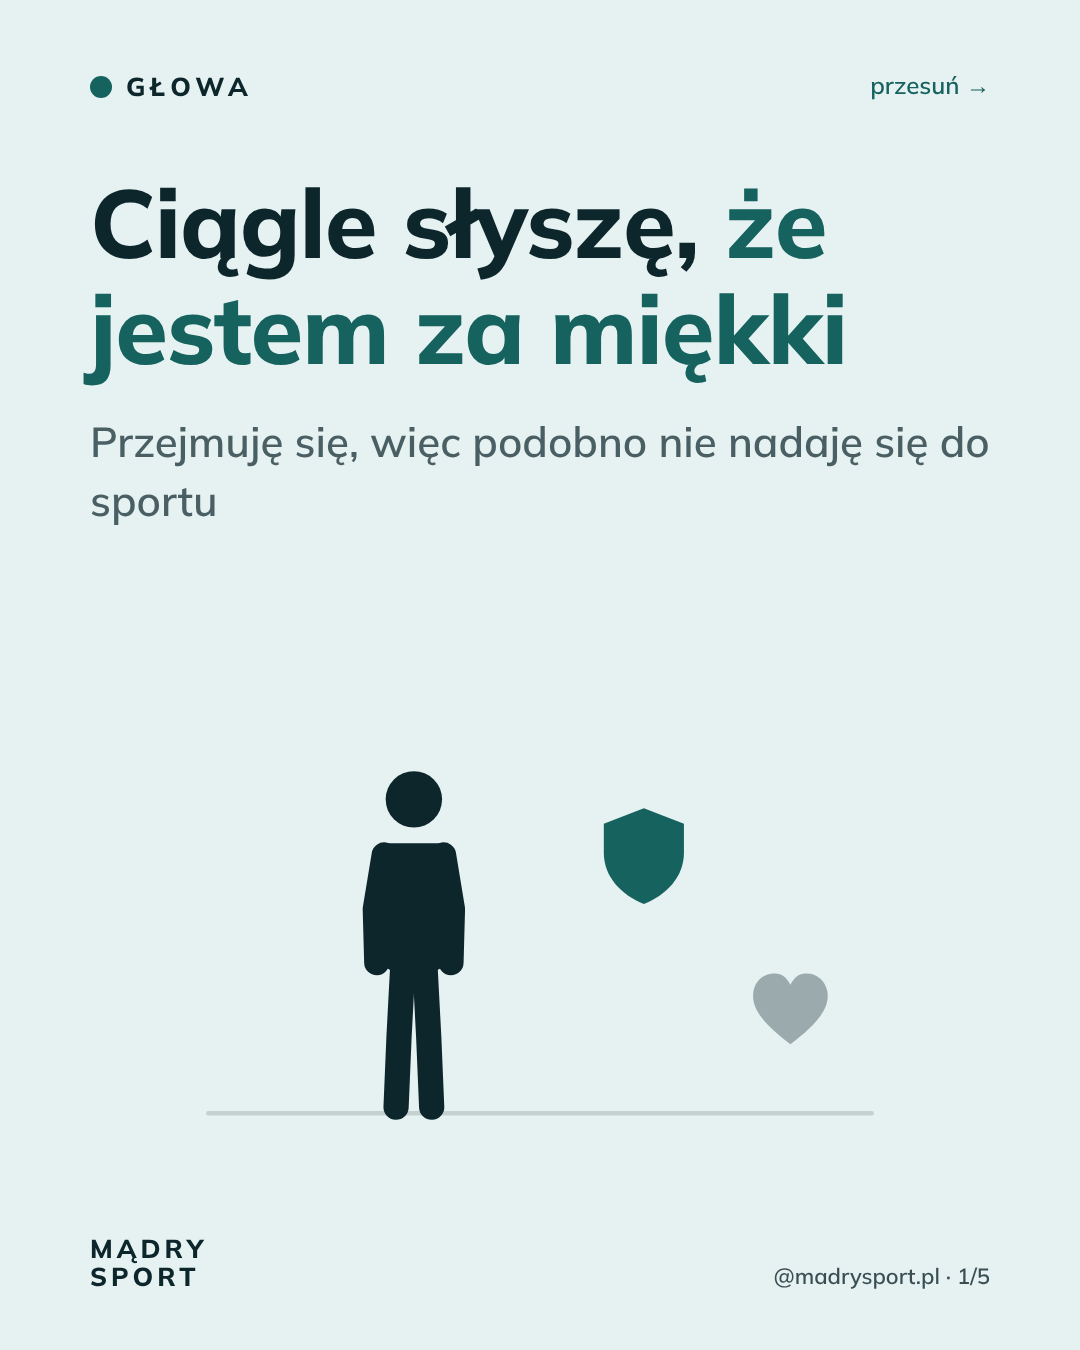 GŁOWA
przesuń →
Ciągle słyszę, że
jestem za miękki
Przejmuję się, więc podobno nie nadaję się do
sportu
MĄDRY
SPORT
@madrysport.pl · 1/5